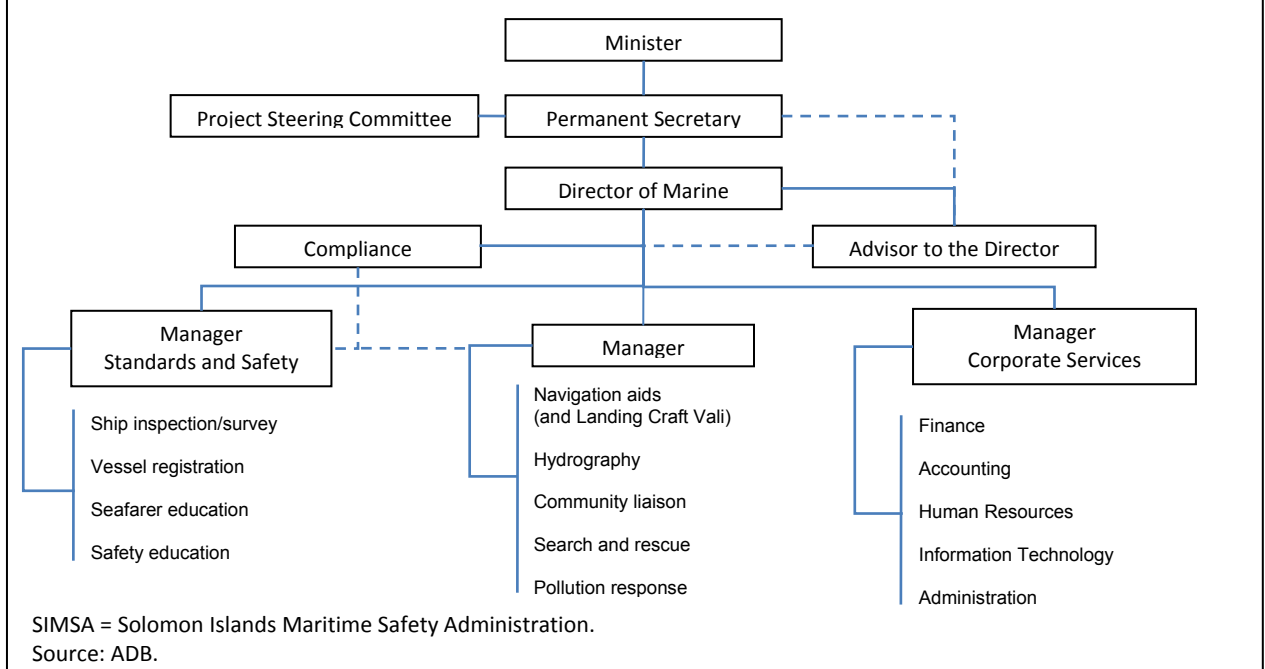 Minister
Project Steering Committee
Permanent Secretary
Director of Marine
Compliance
Advisor to the Director
Manager
Standards and Safety
Manager
Manager
Corporate Services
Ship inspection/survey
Vessel registration
Seafarer education
Safety education
Navigation aids
(and Landing Craft Vali)
Hydrography
Community liaison
Search and rescue
Pollution response
Finance
Accounting
Human Resources
Information Technology
Administration
SIMSA = Solomon Islands Maritime Safety Administration.
Source: ADB.